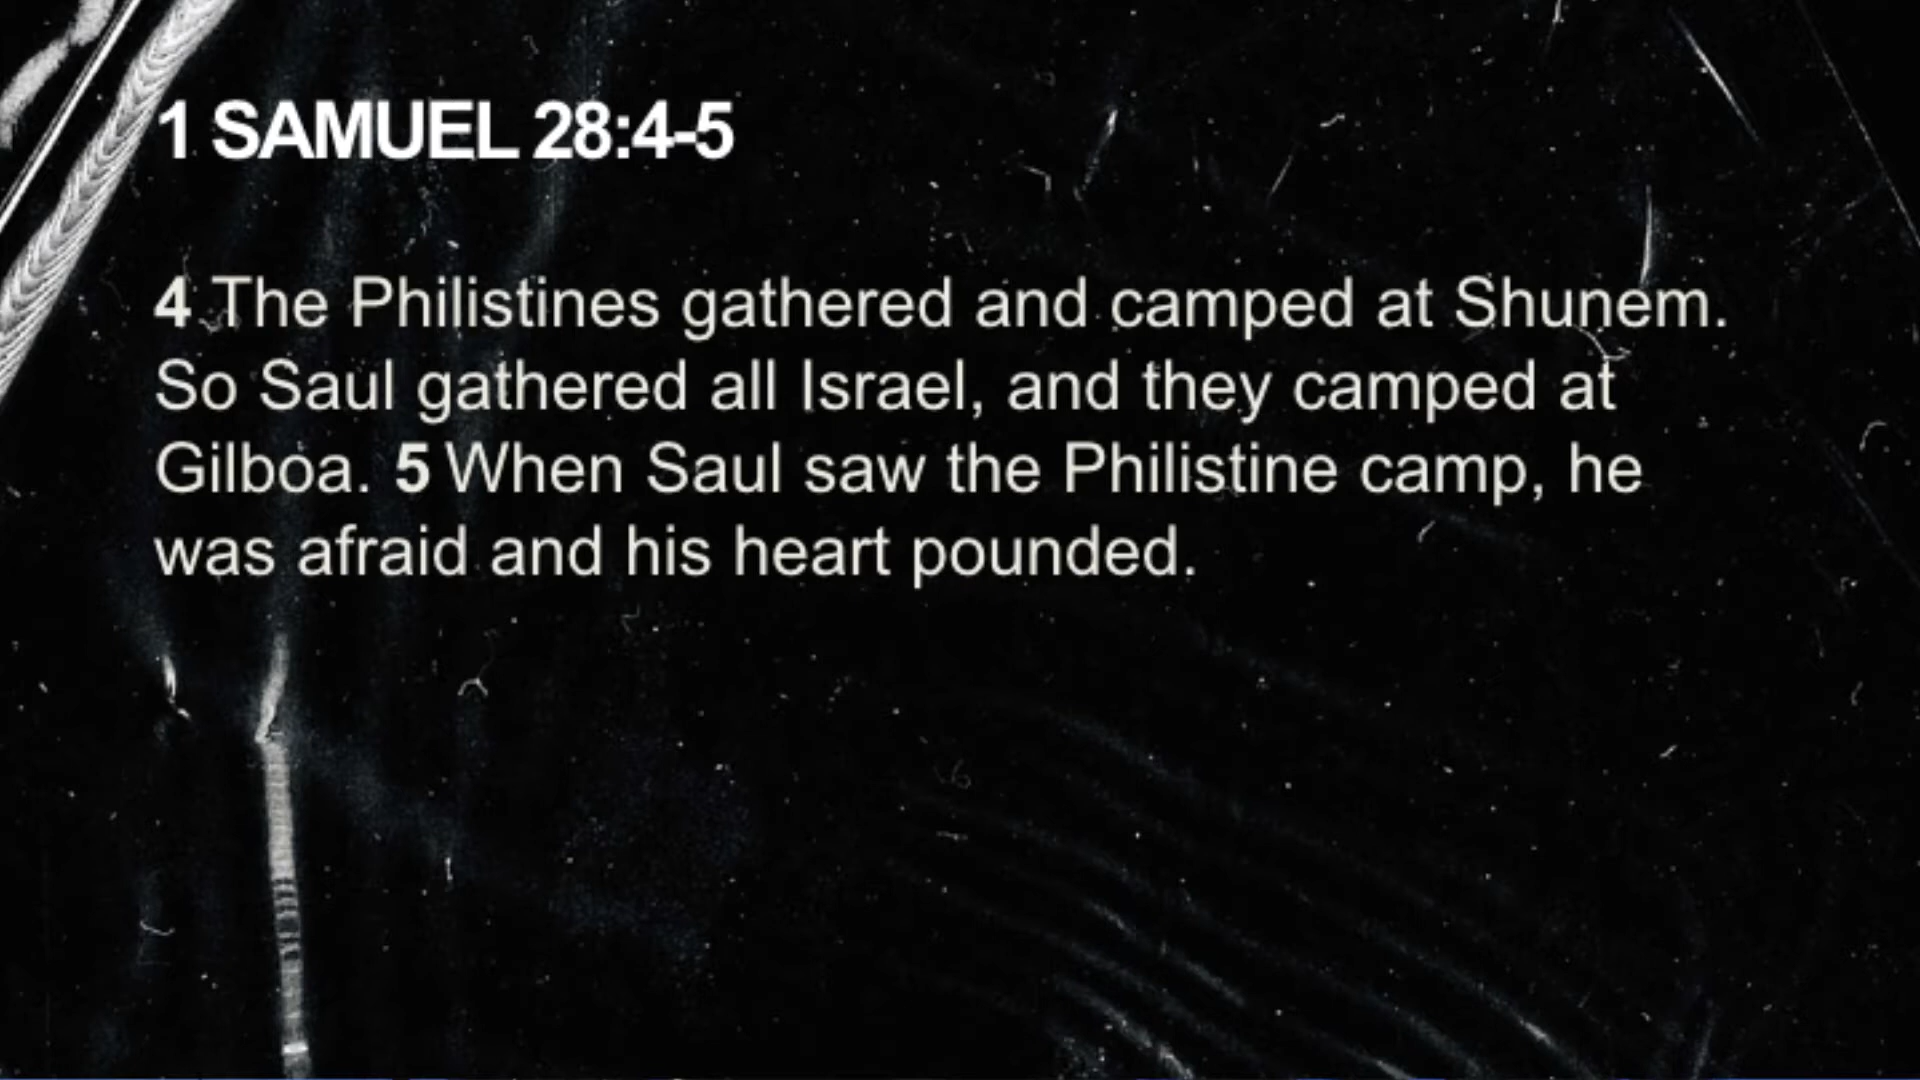 1 SAMUEL 28:4-5
4 The Philistines gathered and camped at Shunem.
So Saul gathered all Israel, and they camped at
Gilboa. 5 When Saul saw the Philistine camp, he
was afraid and his heart pounded.